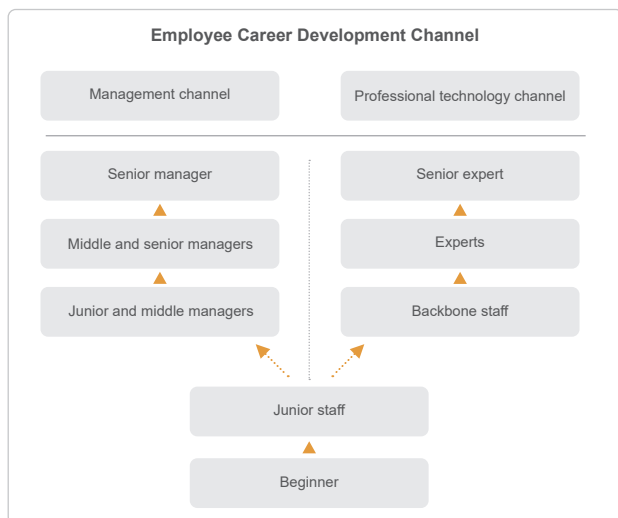 Employee Career Development Channel
Management channel
Professional technology channel
Senior manager
Senior expert
Middle and senior managers
Experts
Junior and middle managers
Backbone staff
Junior staff
Beginner